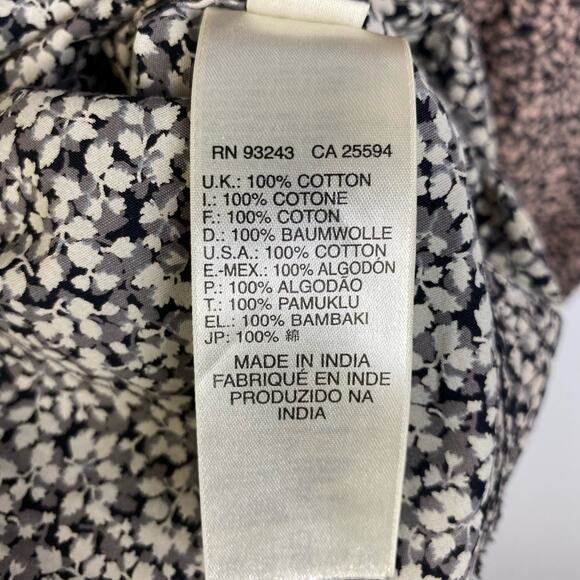 RN 93243 CA 25594
U.K.: 100% COTTON
I.: 100% COTONE
F.: 100% COTON
D.: 100% BAUMWOLLE
U.S.A.: 100% COTTON
E.-MEX.: 100% ALGODÓN
P.: 100% ALGODÃO
T.: 100% PAMUKLU
EL.: 100% BAMBAKI
JP: 100% 綿
MADE IN INDIA
FABRIQUÉ EN INDE
PRODUZIDO NA
INDIA